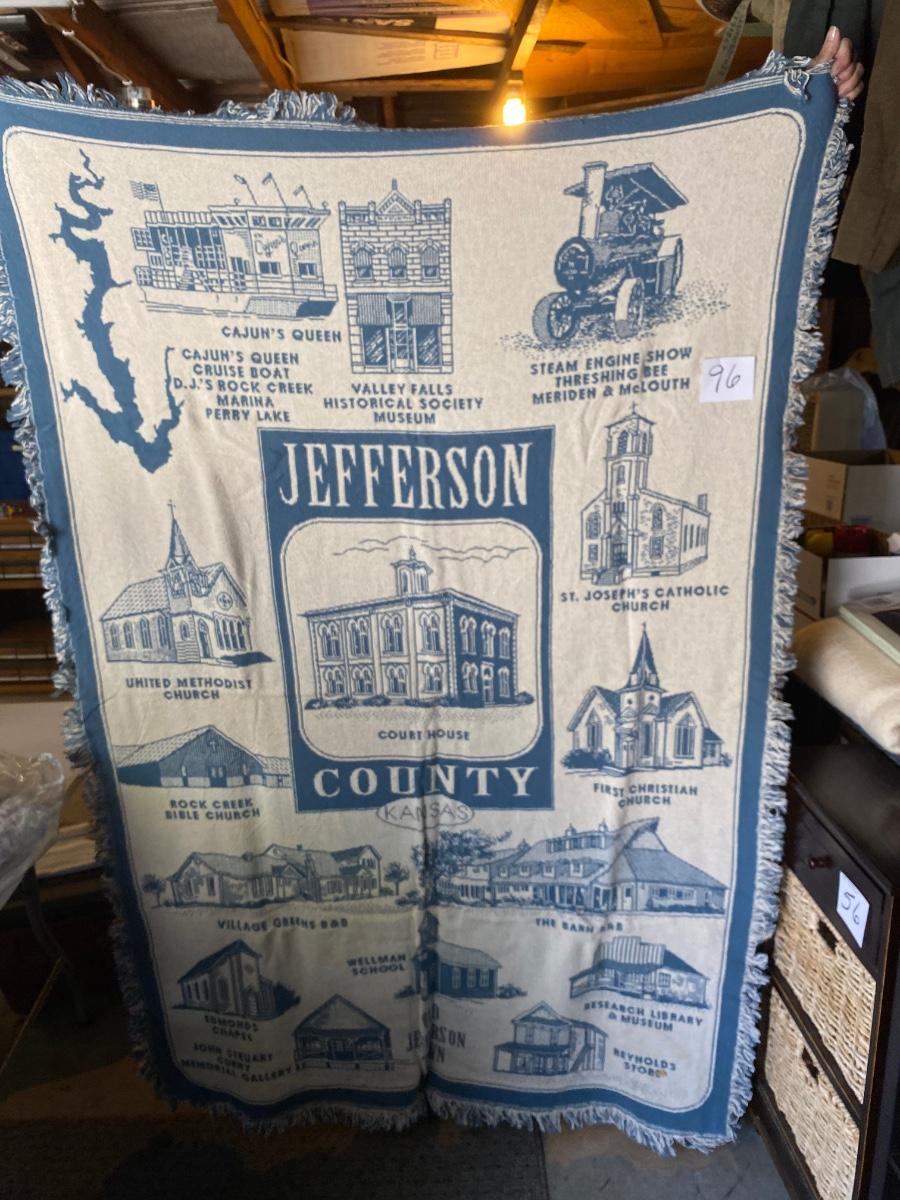 Cajun Queen
CAJUN'S QUEEN
CAJUN'S QUEEN
CRUISE BOAT
D.J.'S ROCK CREEK
MARINA
PERRY LAKE
VALLEY FALLS
HISTORICAL SOCIETY
MUSEUM
STEAM ENGINE SHOW
THRESHING BEE
MERIDEN & McLOUTH
96
JEFFERSON
COURT HOUSE
COUNTY
KANSAS
ST. JOSEPH'S CATHOLIC
CHURCH
UNITED METHODIST
CHURCH
FIRST CHRISTIAN
CHURCH
ROCK CREEK
BIBLE CHURCH
VILLAGE GREENS B&B
THE BARN B&B
56
WELLMAN
SCHOOL
RESEARCH LIBRARY
& MUSEUM
EDMONDS
CHAPEL
JOHN STEUART
CURRY
MEMORIAL GALLERY
REYNOLDS
STORE